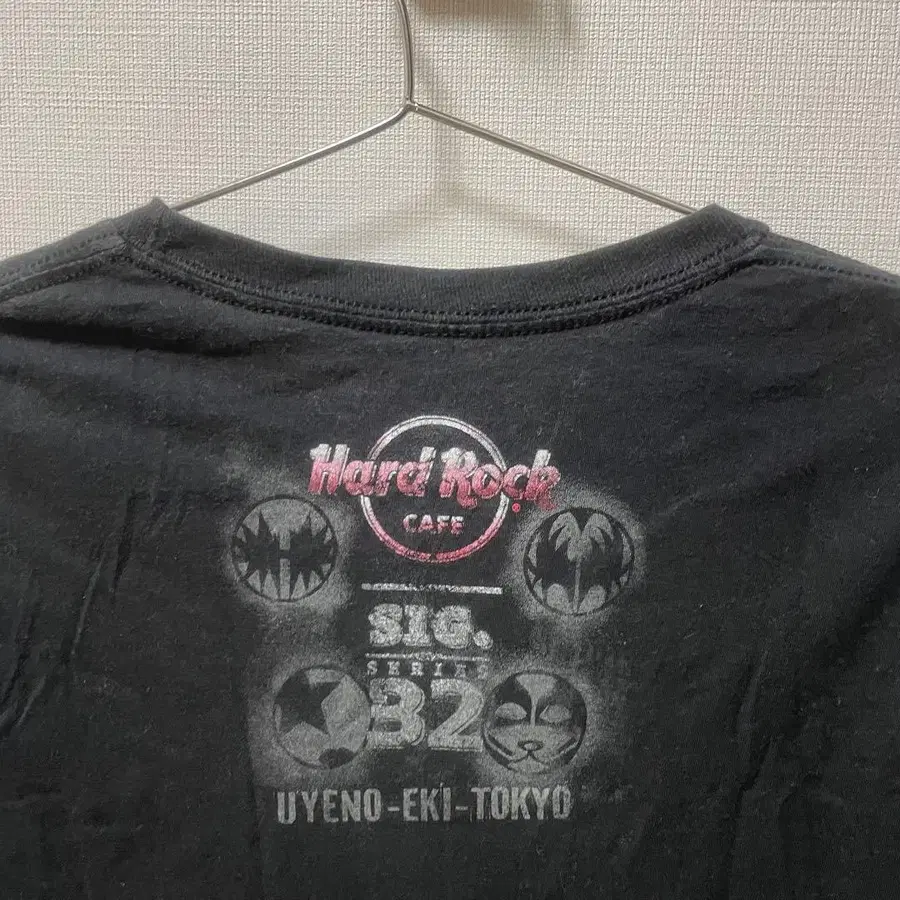 Hard Rock
CAFE
SIG.
SERIES
32
UYENO-EKI-TOKYO